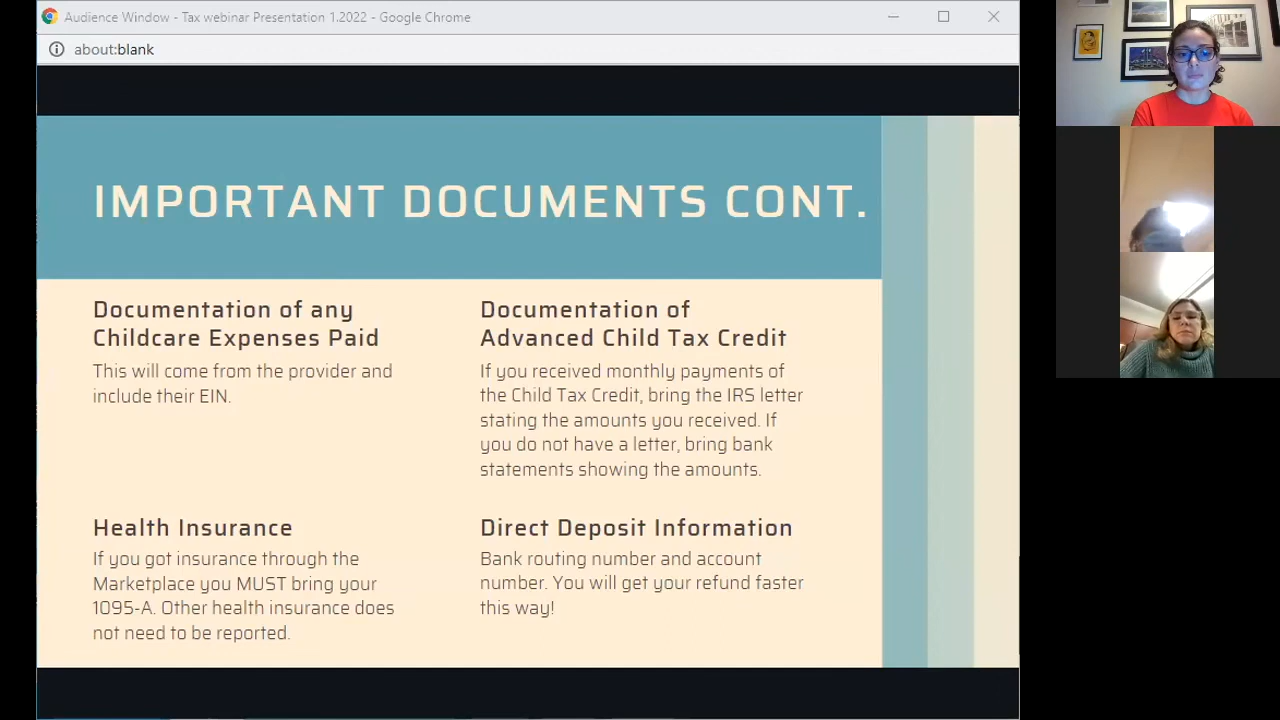 Audience Window - Tax webinar Presentation 1.2022 - Google Chrome
about:blank
IMPORTANT DOCUMENTS CONT.
Documentation of any
Childcare Expenses Paid
This will come from the provider and
include their EIN.
Documentation of
Advanced Child Tax Credit
If you received monthly payments of
the Child Tax Credit, bring the IRS letter
stating the amounts you received. If
you do not have a letter, bring bank
statements showing the amounts.
Health Insurance
If you got insurance through the
Marketplace you MUST bring your
1095-A. Other health insurance does
not need to be reported.
Direct Deposit Information
Bank routing number and account
number. You will get your refund faster
this way!